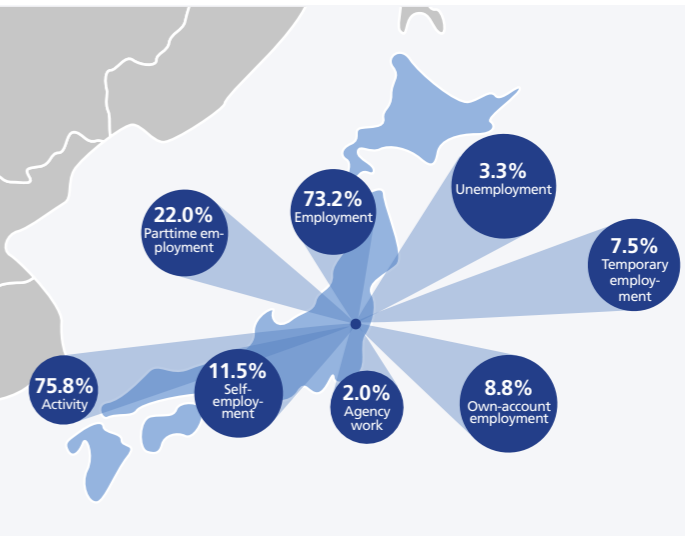 3.3%
Unemployment
73.2%
Employment
22.0%
Parttime em-
ployment
7.5%
Temporary
employ-
ment
75.8%
Activity
11.5%
Self-
employ-
ment
2.0%
Agency
work
8.8%
Own-account
employment